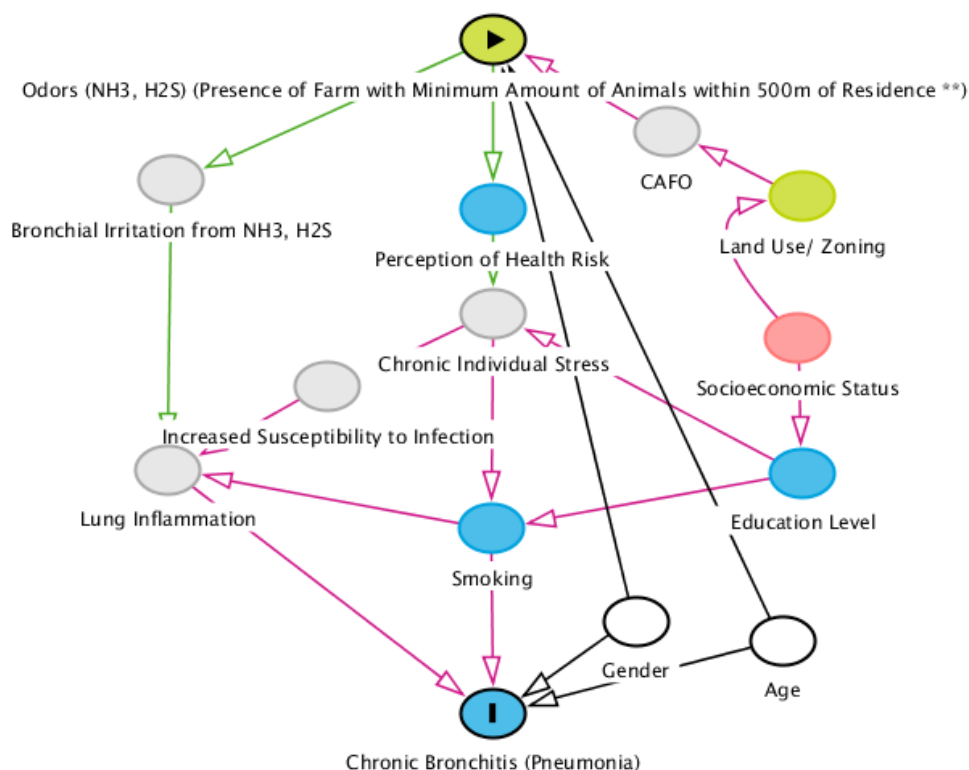 Odors (NH3, H2S) (Presence of Farm with Minimum Amount of Animals within 500m of Residence **)
CAFO
Bronchial Irritation from NH3, H2S
Land Use/ Zoning
Perception of Health Risk
Chronic Individual Stress
Socioeconomic Status
Increased Susceptibility to Infection
Lung Inflammation
Education Level
Smoking
Gender
Age
Chronic Bronchitis (Pneumonia)